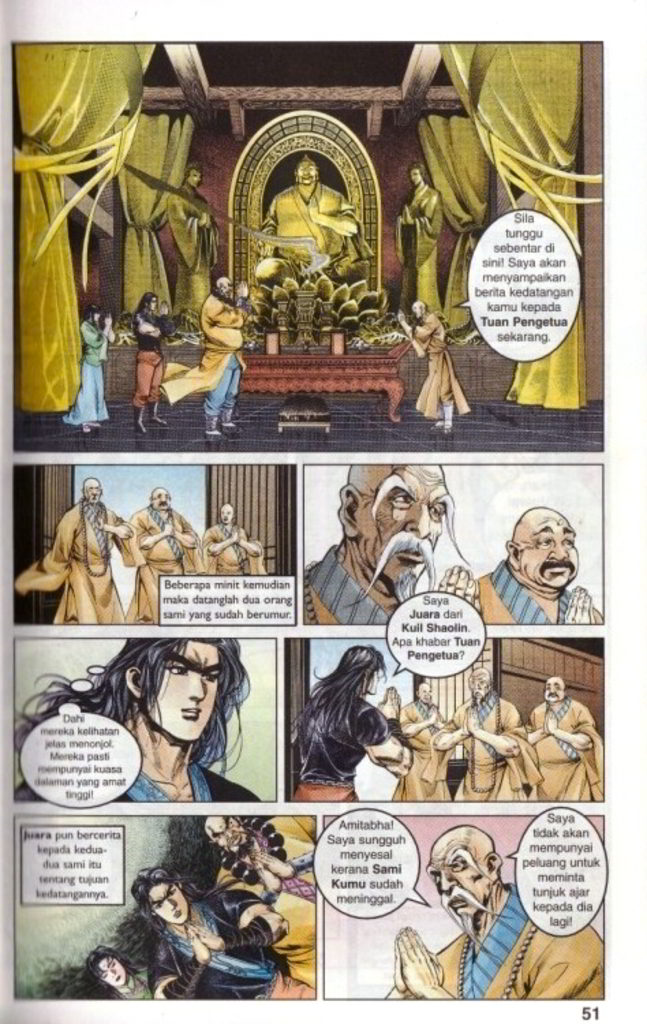 Sila
tunggu
sebentar di
sini! Saya akan
menyampaikan
berita kedatangan
kamu kepada
Tuan Pengetua
sekarang.
Beberapa minit kemudian
maka datanglah dua orang
sami yang sudah berumur.
Saya
Juara dari
Kuil Shaolin.
Apa khabar Tuan
Pengetua?
Dahi
mereka kelihatan
jelas menonjol.
Mereka pasti
mempunyai kuasa
dalaman yang amat
tinggi!
Juara pun bercerita
kepada kedua-
dua sami itu
tentang tujuan
kedatangannya.
Amitabha!
Saya sungguh
menyesal
kerana Sami
Kumu sudah
meninggal.
Saya
tidak akan
mempunyai
peluang untuk
meminta
tunjuk ajar
kepada dia
lagi!
51